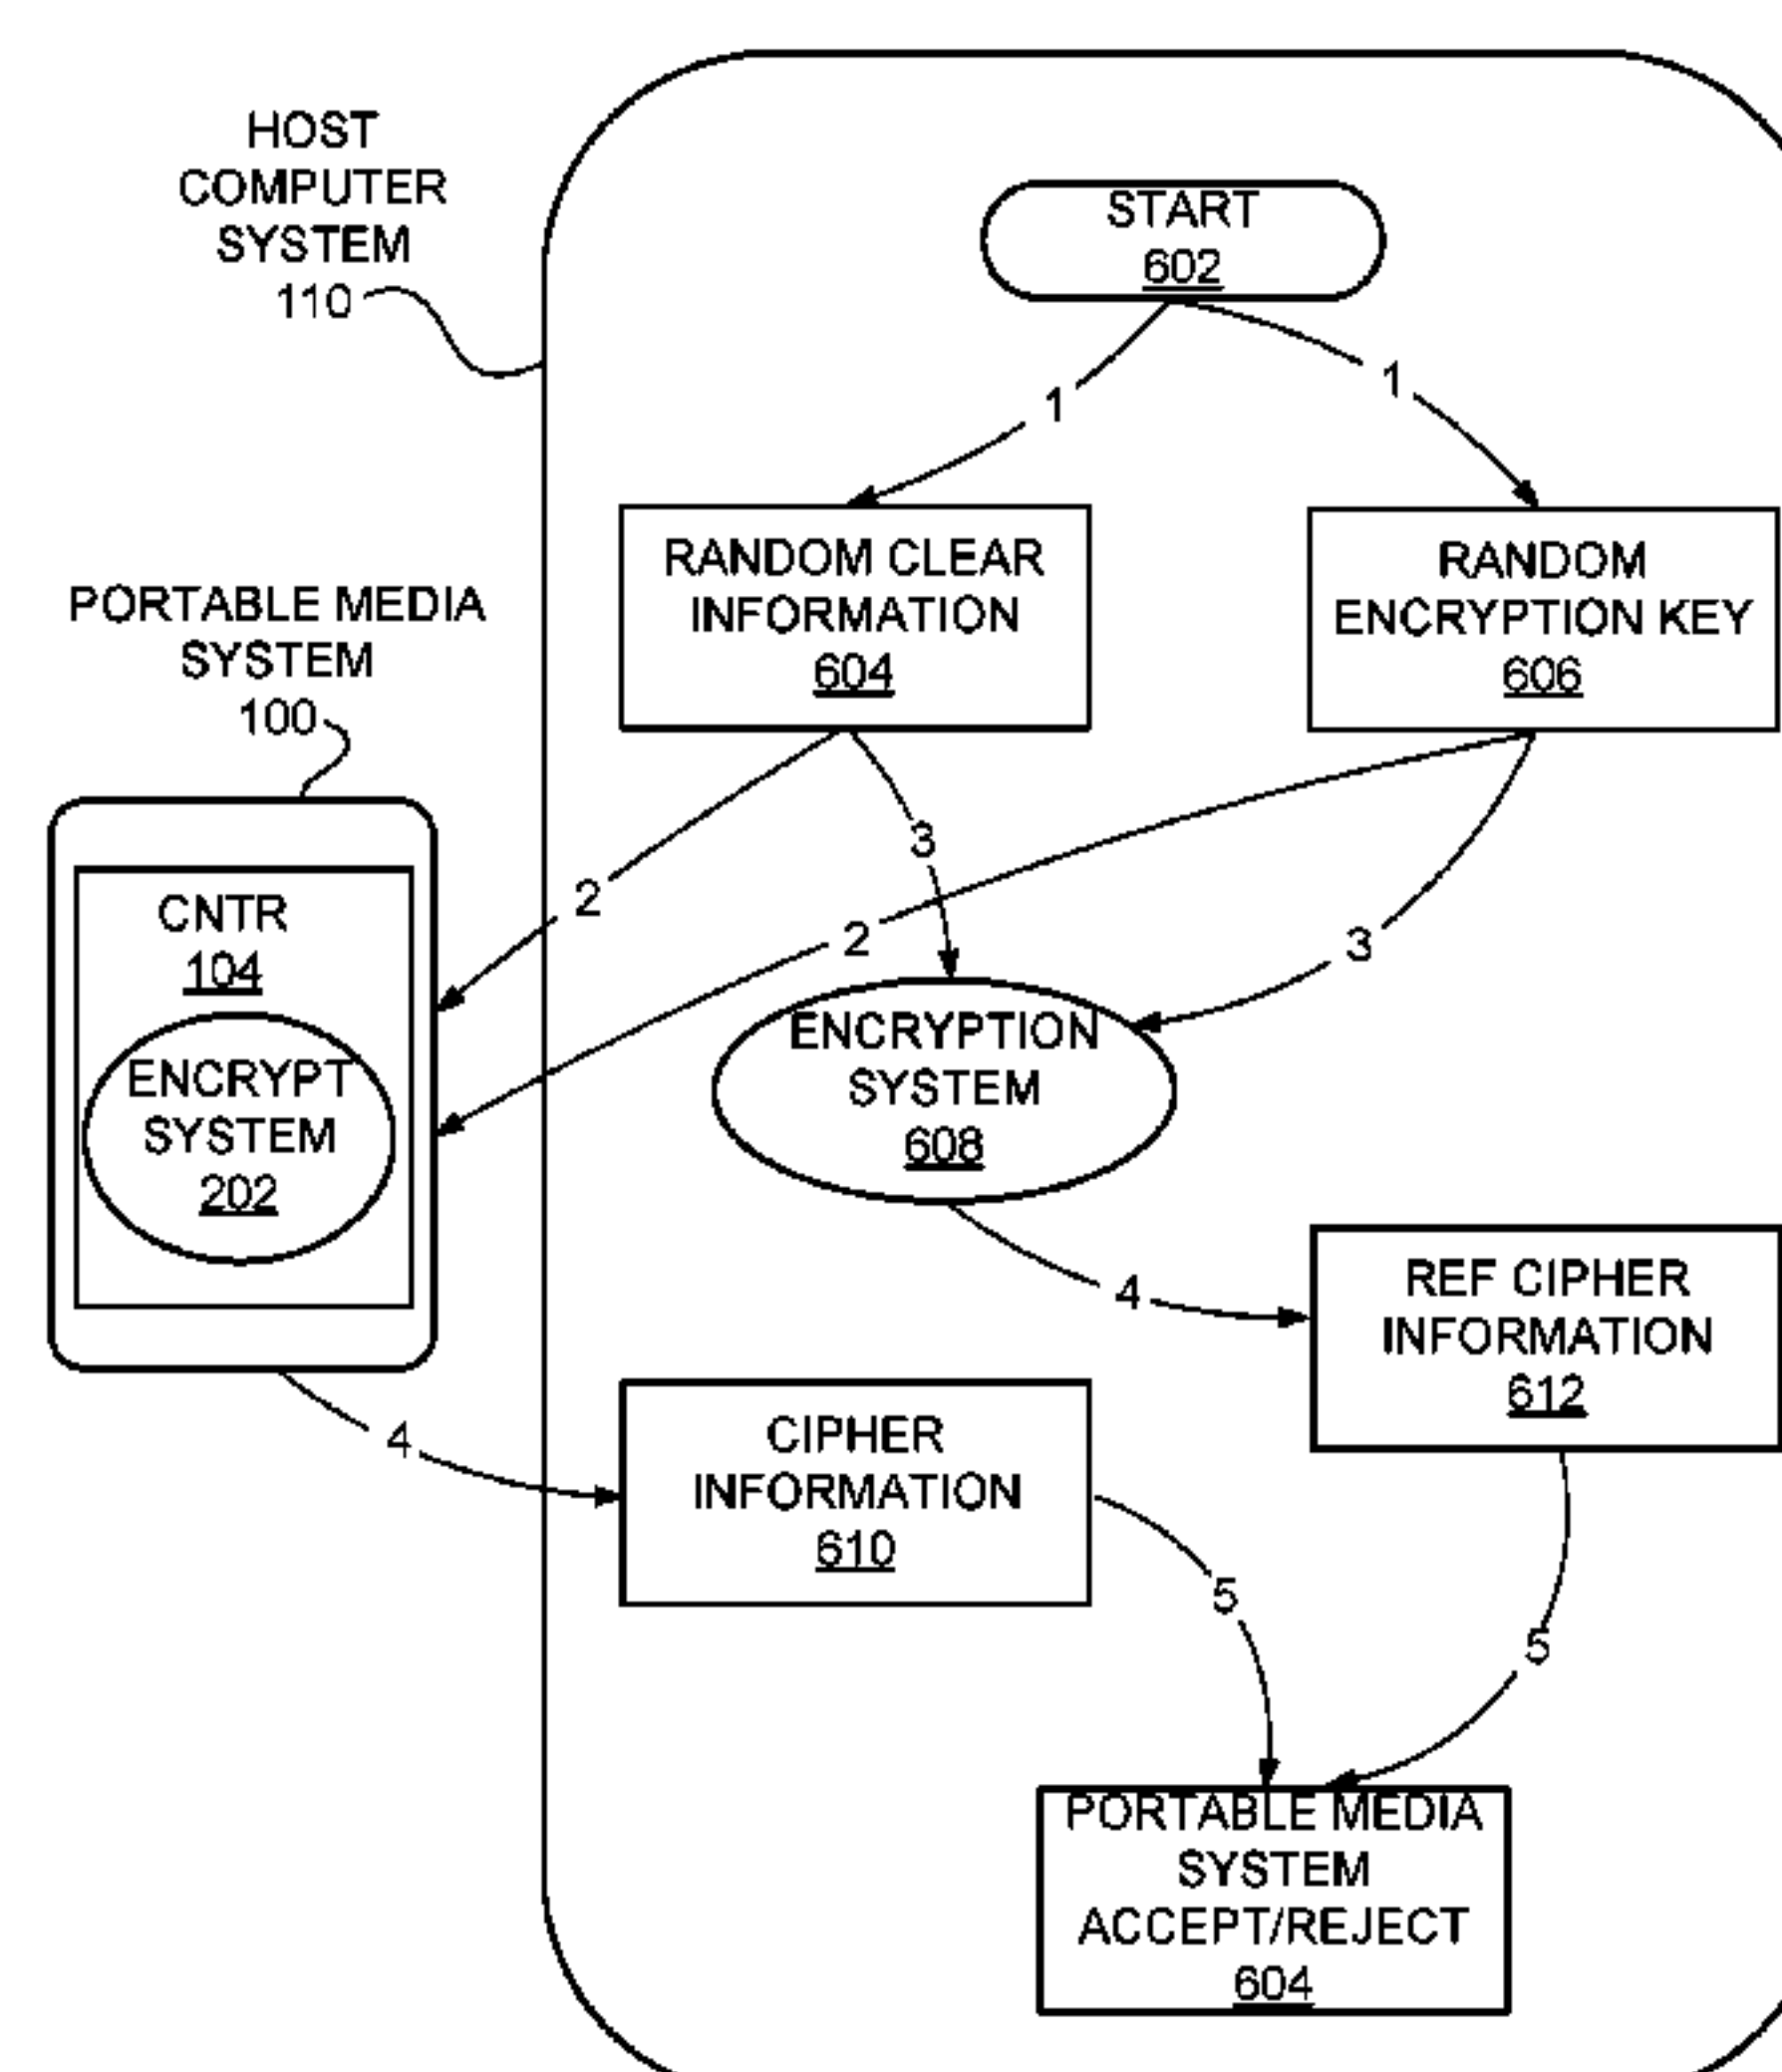 HOST
COMPUTER
SYSTEM
110
START
602
1
1
RANDOM CLEAR
INFORMATION
604
RANDOM
ENCRYPTION KEY
606
PORTABLE MEDIA
SYSTEM
100
2
3
2
3
CNTR
104
ENCRYPT
SYSTEM
202
ENCRYPTION
SYSTEM
608
4
REF CIPHER
INFORMATION
612
4
CIPHER
INFORMATION
610
5
5
PORTABLE MEDIA
SYSTEM
ACCEPT/REJECT
604